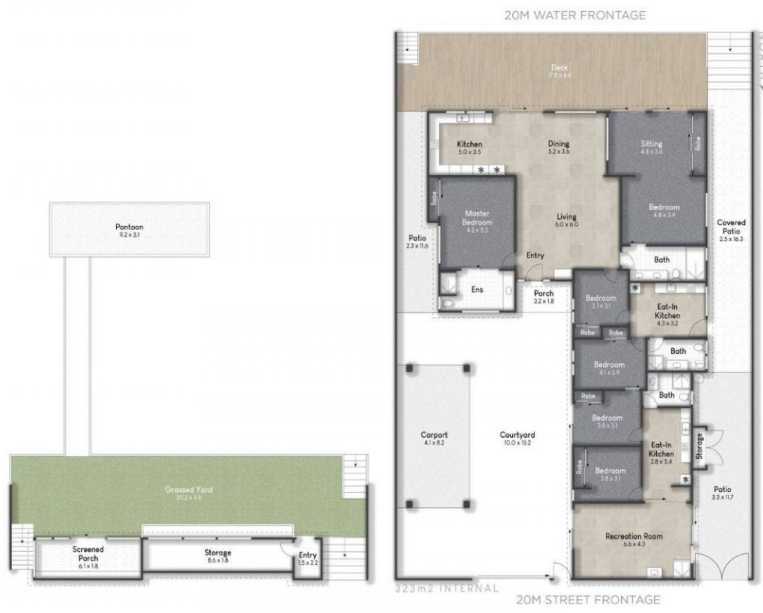 20M WATER FRONTAGE
Deck
17.8 x 4.6
Kitchen
5.0 x 3.5
Dining
5.2 x 3.6
Sitting
4.8 x 3.6
Robe
Robe
Master
Bedroom
4.2 x 5.3
Living
6.0 x 6.0
Bedroom
4.8 x 3.9
Patio
2.3 x 11.6
Covered
Patio
2.5 x 16.3
Entry
Bath
Ens
Porch
3.2 x 1.8
Bedroom
3.1 x 3.1
Eat-In
Kitchen
4.3 x 3.2
Robe
Robe
Bath
Bedroom
4.1 x 2.9
Robe
Bath
Bedroom
3.8 x 3.1
Carport
4.1 x 8.2
Courtyard
10.0 x 15.2
Eat-In
Kitchen
2.8 x 5.4
Storage
Robe
Bedroom
3.8 x 3.1
Patio
3.3 x 11.7
Recreation Room
6.6 x 4.3
323m2 INTERNAL
20M STREET FRONTAGE
Pontoon
9.2 x 3.1
Grassed Yard
20.2 x 4.6
Screened
Porch
6.1 x 1.8
Storage
8.6 x 1.8
Entry
1.5 x 2.2